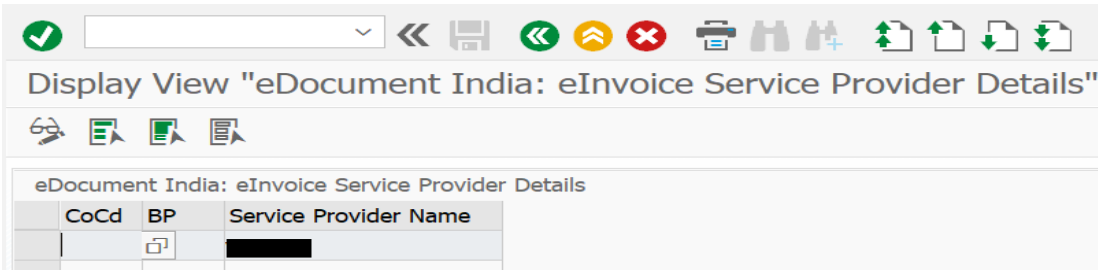 Display View "eDocument India: eInvoice Service Provider Details"
eDocument India: eInvoice Service Provider Details
CoCd BP Service Provider Name